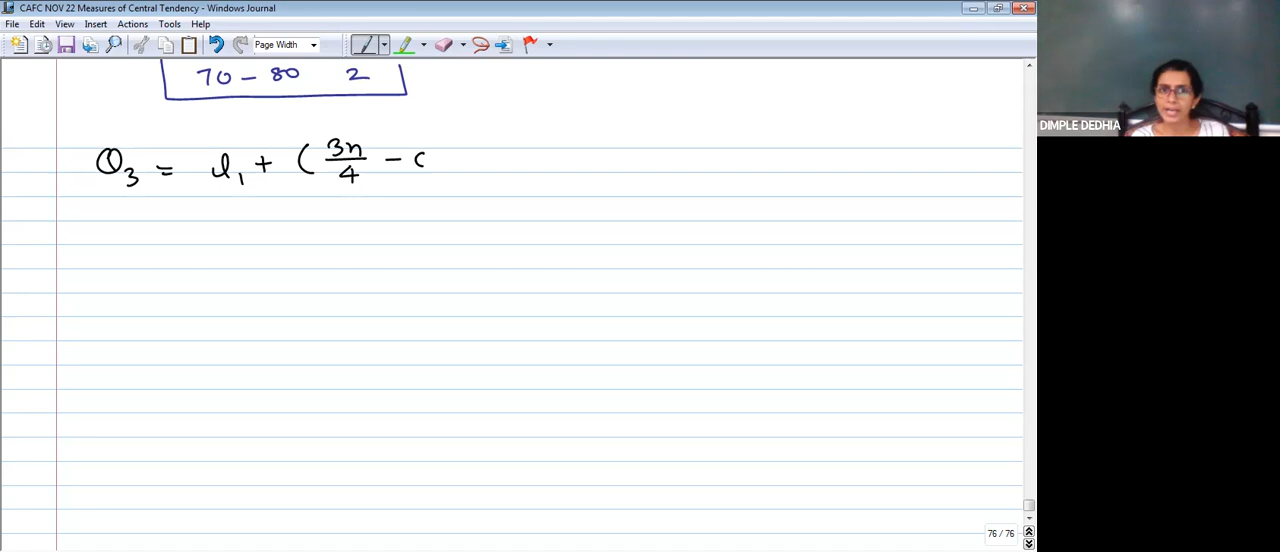 CAFC NOV 22 Measures of Central Tendency - Windows Journal
File Edit View Insert Actions Tools Help
Page Width
70 - 80 2
Q₃ = l₁ + ( 3n/4 - c
DIMPLE DEDHIA
76 / 76